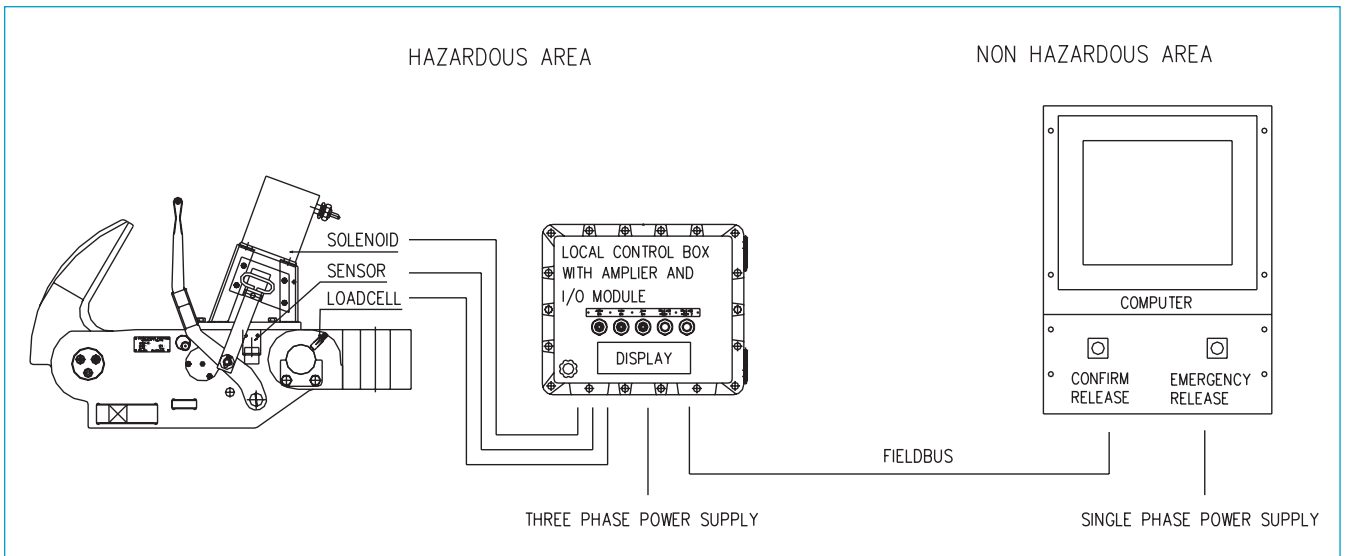 HAZARDOUS AREA
NON HAZARDOUS AREA
SOLENOID
SENSOR
LOADCELL
LOCAL CONTROL BOX
WITH AMPLIER AND
I/O MODULE
DISPLAY
COMPUTER
CONFIRM
RELEASE
EMERGENCY
RELEASE
FIELDBUS
THREE PHASE POWER SUPPLY
SINGLE PHASE POWER SUPPLY